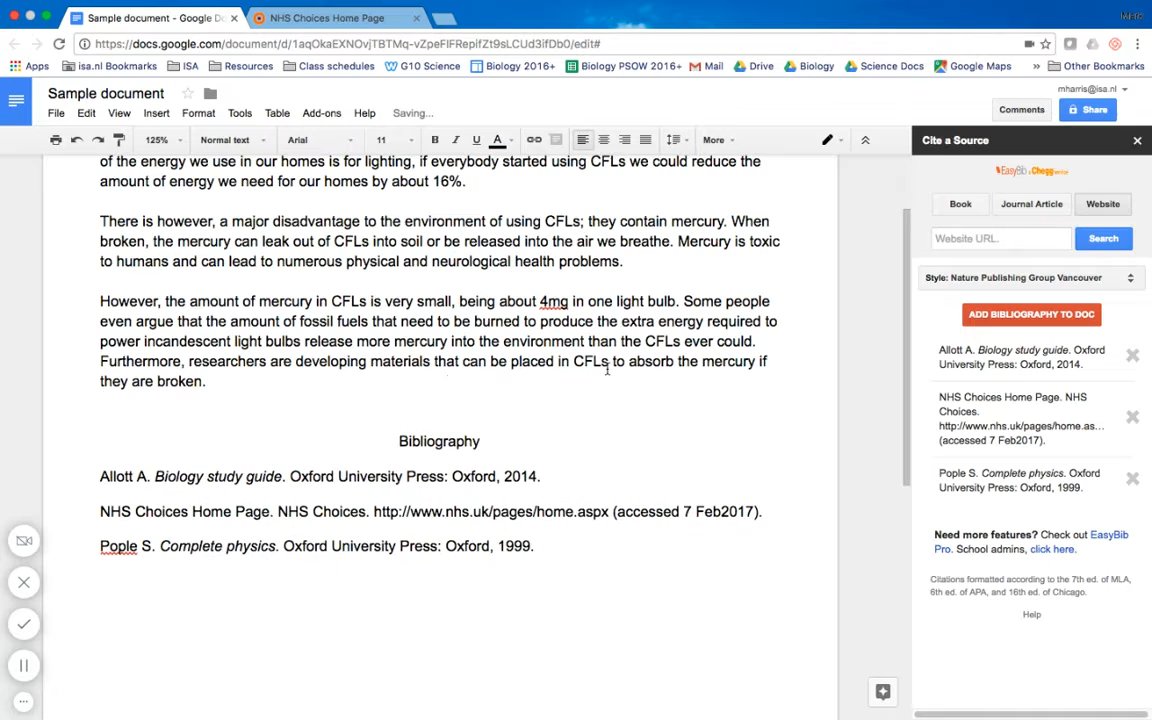 Sample document - Google Do
NHS Choices Home Page
Marc
https://docs.google.com/document/d/1aqOkaEXNOvjTBTMq-vZpeFIFRepifZt9sLCUd3ifDb0/edit#
Apps isa.nl Bookmarks ISA Resources Class schedules G10 Science Biology 2016+ Biology PSOW 2016+ Mail Drive Biology Science Docs Google Maps » Other Bookmarks
Sample document
mharris@isa.nl
File Edit View Insert Format Tools Table Add-ons Help Saving...
Comments Share
125% Normal text Arial 11 B I U A More
Cite a Source
of the energy we use in our homes is for lighting, if everybody started using CFLs we could reduce the
amount of energy we need for our homes by about 16%.
There is however, a major disadvantage to the environment of using CFLs; they contain mercury. When
broken, the mercury can leak out of CFLs into soil or be released into the air we breathe. Mercury is toxic
to humans and can lead to numerous physical and neurological health problems.
However, the amount of mercury in CFLs is very small, being about 4mg in one light bulb. Some people
even argue that the amount of fossil fuels that need to be burned to produce the extra energy required to
power incandescent light bulbs release more mercury into the environment than the CFLs ever could.
Furthermore, researchers are developing materials that can be placed in CFLs to absorb the mercury if
they are broken.
Bibliography
Allott A. Biology study guide. Oxford University Press: Oxford, 2014.
NHS Choices Home Page. NHS Choices. http://www.nhs.uk/pages/home.aspx (accessed 7 Feb2017).
Pople S. Complete physics. Oxford University Press: Oxford, 1999.
EasyBib a Chegg service
Book Journal Article Website
Website URL. Search
Style: Nature Publishing Group Vancouver
ADD BIBLIOGRAPHY TO DOC
Allott A. Biology study guide. Oxford
University Press: Oxford, 2014.
NHS Choices Home Page. NHS
Choices.
http://www.nhs.uk/pages/home.as...
(accessed 7 Feb2017).
Pople S. Complete physics. Oxford
University Press: Oxford, 1999.
Need more features? Check out EasyBib
Pro. School admins, click here.
Citations formatted according to the 7th ed. of MLA,
6th ed. of APA, and 16th ed. of Chicago.
Help